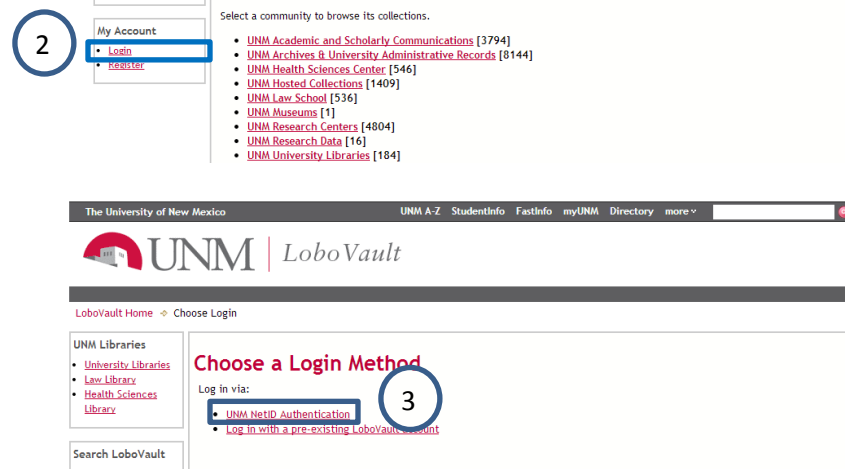 Select a community to browse its collections.
My Account
2
Login
Register
UNM Academic and Scholarly Communications [3794]
UNM Archives & University Administrative Records [8144]
UNM Health Sciences Center [546]
UNM Hosted Collections [1409]
UNM Law School [536]
UNM Museums [1]
UNM Research Centers [4804]
UNM Research Data [16]
UNM University Libraries [184]
The University of New Mexico UNM A-Z StudentInfo FastInfo myUNM Directory more
UNM LoboVault
LoboVault Home Choose Login
UNM Libraries
University Libraries
Law Library
Health Sciences
Library
Search LoboVault
Choose a Login Method
Log in via:
3
UNM NetID Authentication
Log in with a pre-existing LoboVault account